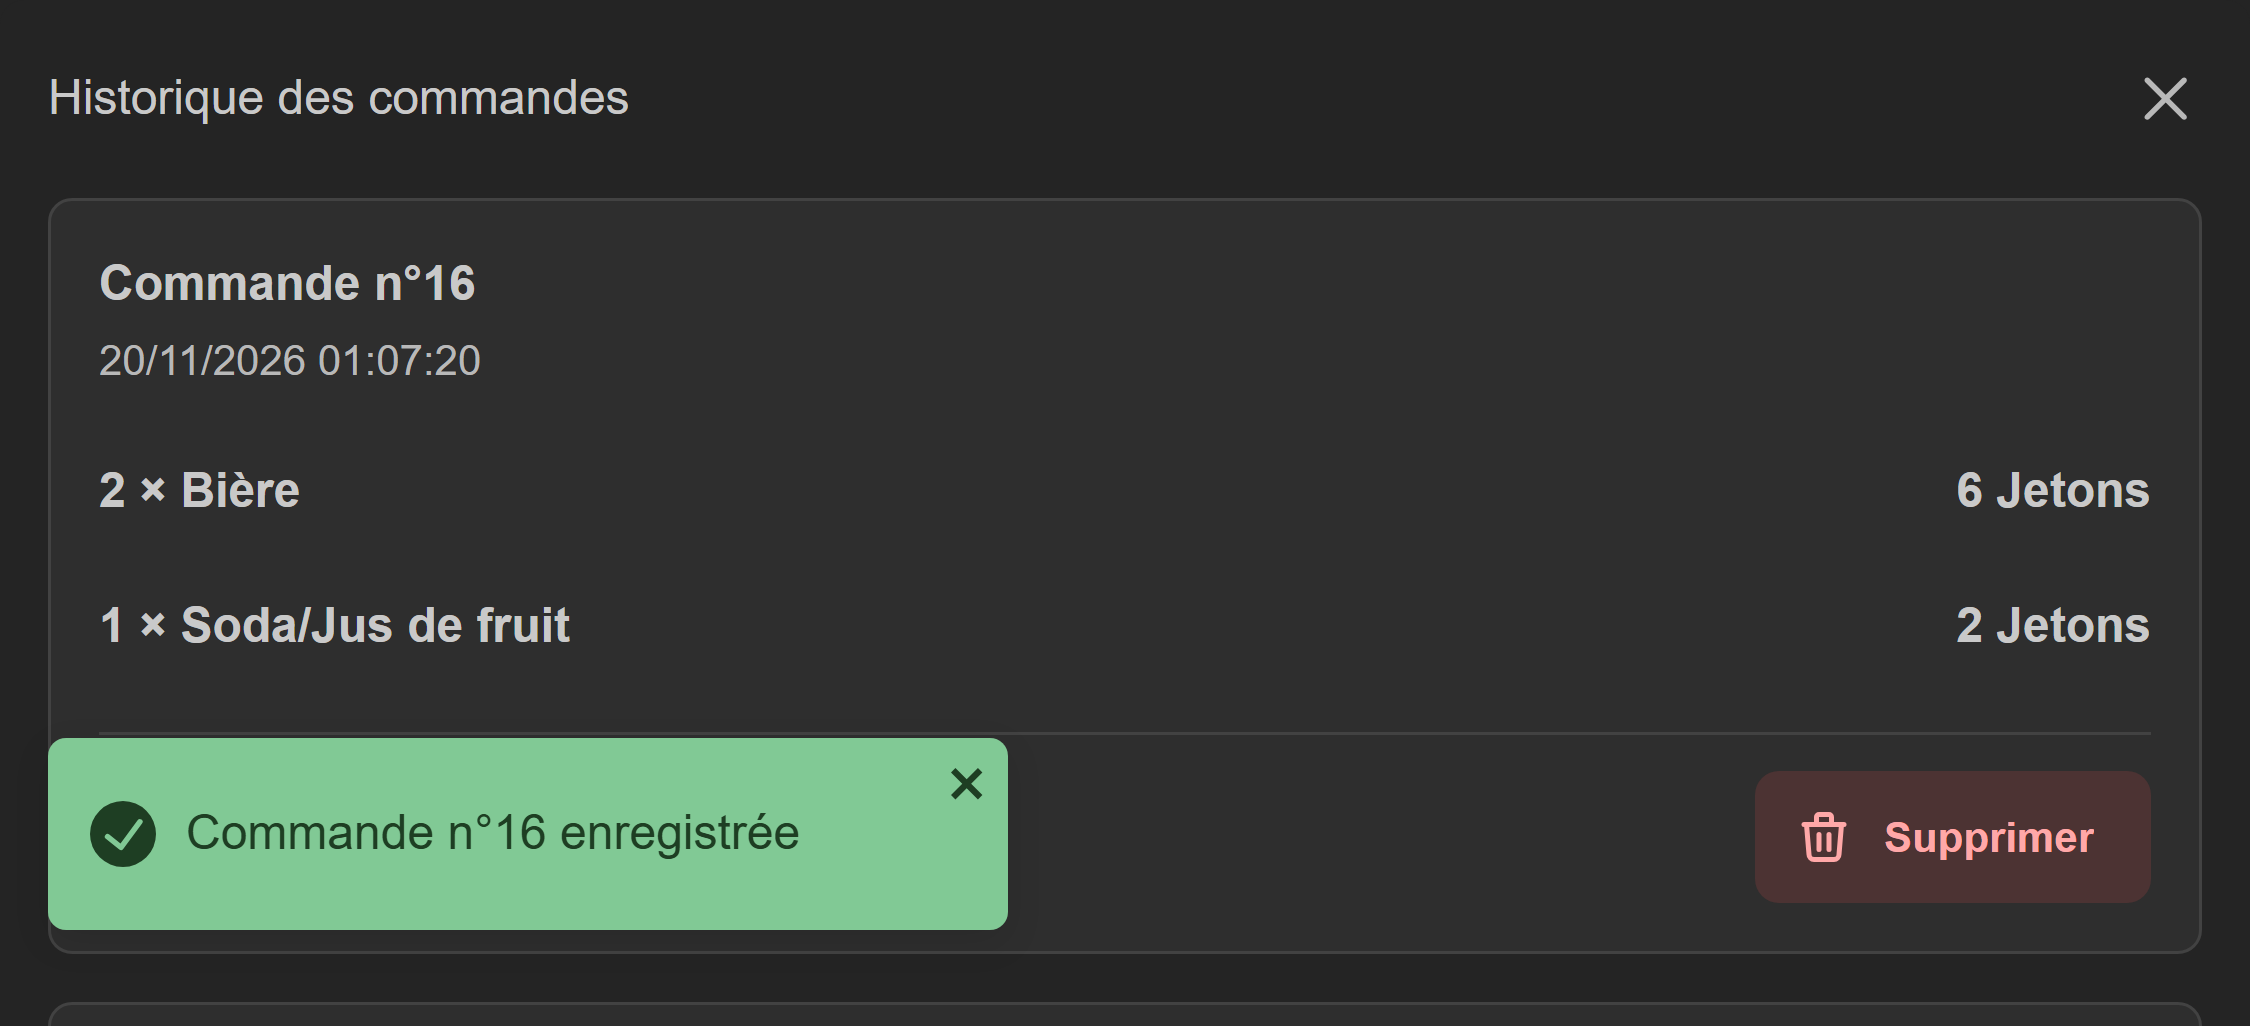 Historique des commandes
Commande n°16
20/11/2026 01:07:20
2 × Bière 6 Jetons
1 × Soda/Jus de fruit 2 Jetons
Commande n°16 enregistrée
Supprimer